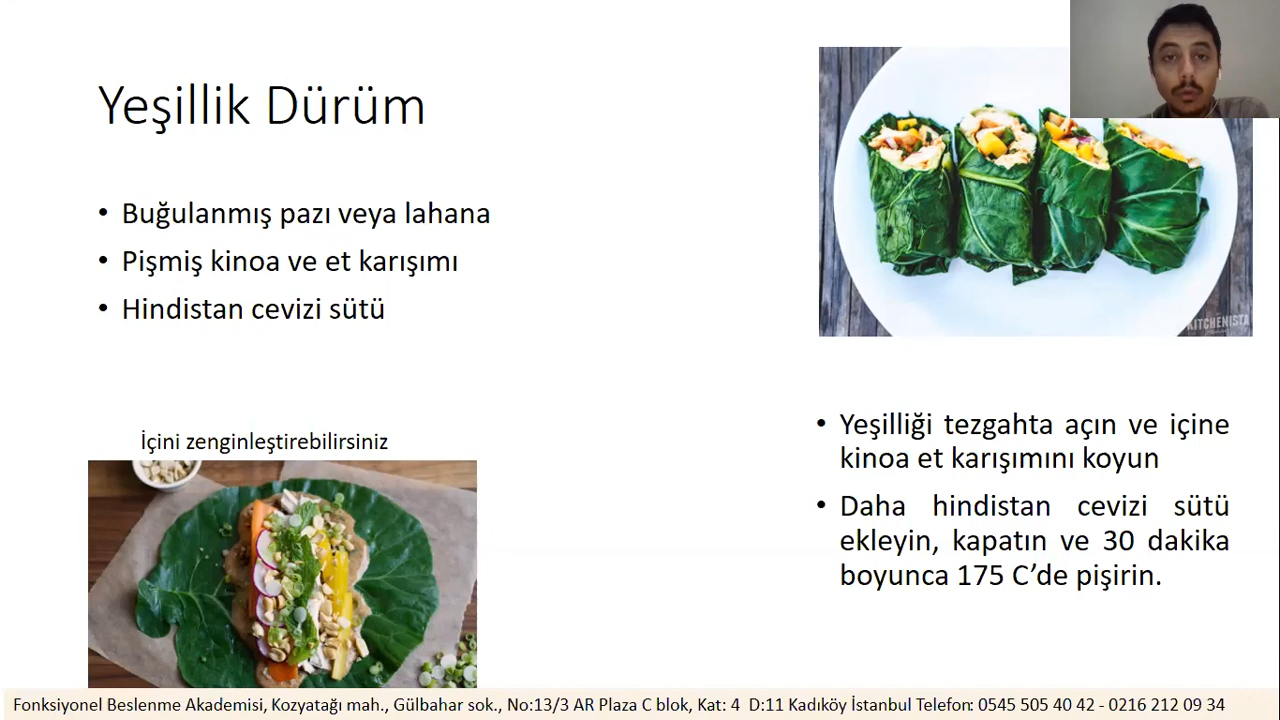 Yeşillik Dürüm
• Buğulanmış pazı veya lahana
• Pişmiş kinoa ve et karışımı
• Hindistan cevizi sütü
İçini zenginleştirebilirsiniz
KITCHENISTA
• Yeşilliği tezgahta açın ve içine
kinoa et karışımını koyun
• Daha hindistan cevizi sütü
ekleyin, kapatın ve 30 dakika
boyunca 175 C’de pişirin.
Fonksiyonel Beslenme Akademisi, Kozyatağı mah., Gülbahar sok., No:13/3 AR Plaza C blok, Kat: 4 D:11 Kadıköy İstanbul Telefon: 0545 505 40 42 - 0216 212 09 34